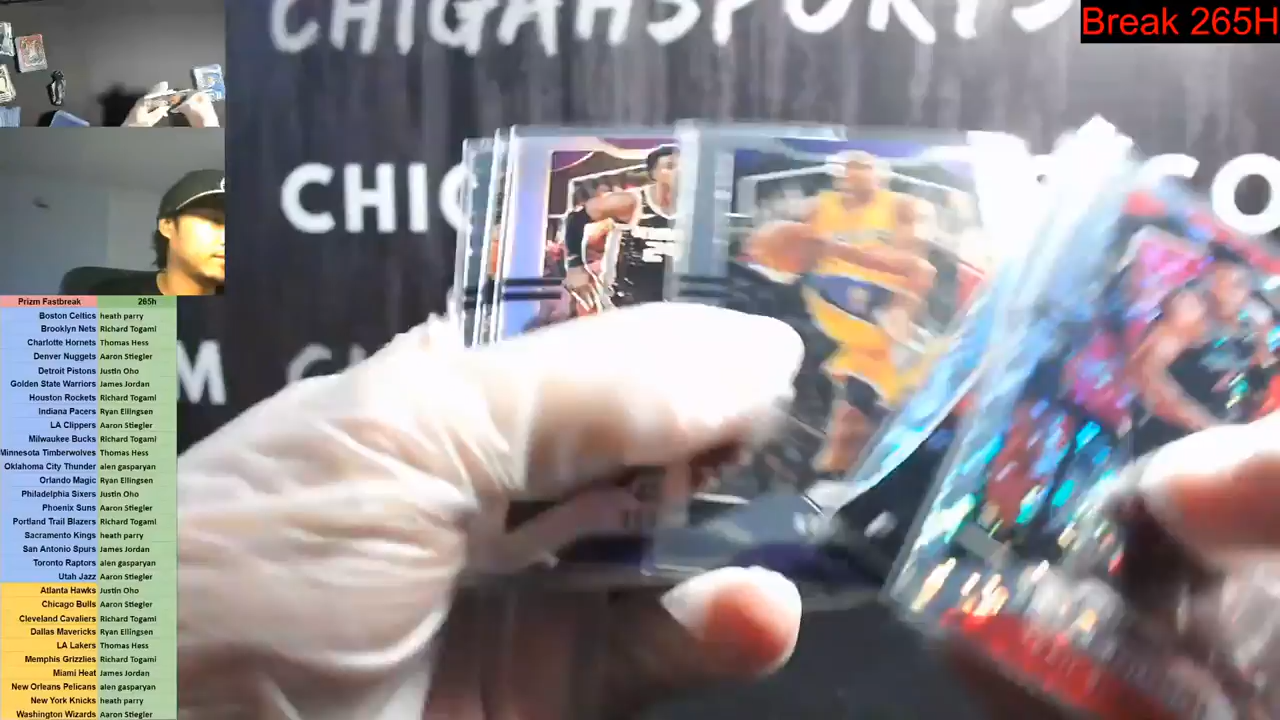 Break 265H
CHIGAHSPORTS
CHIG
CO
M
Prizm Fastbreak 265h
Boston Celtics heath parry
Brooklyn Nets Richard Togami
Charlotte Hornets Thomas Hess
Denver Nuggets Aaron Stiegler
Detroit Pistons Justin Oho
Golden State Warriors James Jordan
Houston Rockets Richard Togami
Indiana Pacers Ryan Ellingsen
LA Clippers Aaron Stiegler
Milwaukee Bucks Richard Togami
Minnesota Timberwolves Thomas Hess
Oklahoma City Thunder alen gasparyan
Orlando Magic Ryan Ellingsen
Philadelphia Sixers Justin Oho
Phoenix Suns Aaron Stiegler
Portland Trail Blazers Richard Togami
Sacramento Kings heath parry
San Antonio Spurs James Jordan
Toronto Raptors alen gasparyan
Utah Jazz Aaron Stiegler
Atlanta Hawks Justin Oho
Chicago Bulls Aaron Stiegler
Cleveland Cavaliers Richard Togami
Dallas Mavericks Ryan Ellingsen
LA Lakers Thomas Hess
Memphis Grizzlies Richard Togami
Miami Heat James Jordan
New Orleans Pelicans alen gasparyan
New York Knicks heath parry
Washington Wizards Aaron Stiegler